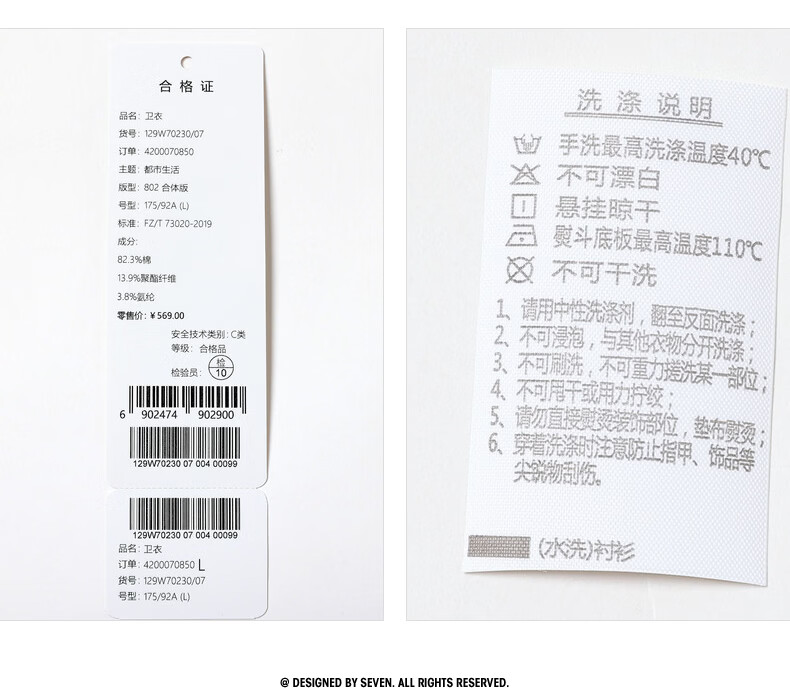 合格证
品名：卫衣
货号：129W70230/07
订单：4200070850
主题：都市生活
版型：802 合体版
号型：175/92A (L)
标准：FZ/T 73020-2019
成分：
82.3%棉
13.9%聚酯纤维
3.8%氨纶
零售价：￥569.00
安全技术类别：C类
等级：合格品
检验员：检 10
6 902474 902900
129W70230 07 004 00099
129W70230 07 004 00099
品名：卫衣
订单：4200070850 L
货号：129W70230/07
号型：175/92A (L)
洗涤说明
手洗最高洗涤温度40℃
不可漂白
悬挂晾干
熨斗底板最高温度110℃
不可干洗
1、请用中性洗涤剂，翻至反面洗涤；
2、不可浸泡，与其他衣物分开洗涤；
3、不可刷洗，不可重力搓洗某一部位；
4、不可甩干或用力拧绞；
5、请勿直接熨烫装饰部位，垫布熨烫；
6、穿着洗涤时注意防止指甲、饰品等
尖锐物刮伤。
(水洗)衬衫
@ DESIGNED BY SEVEN. ALL RIGHTS RESERVED.